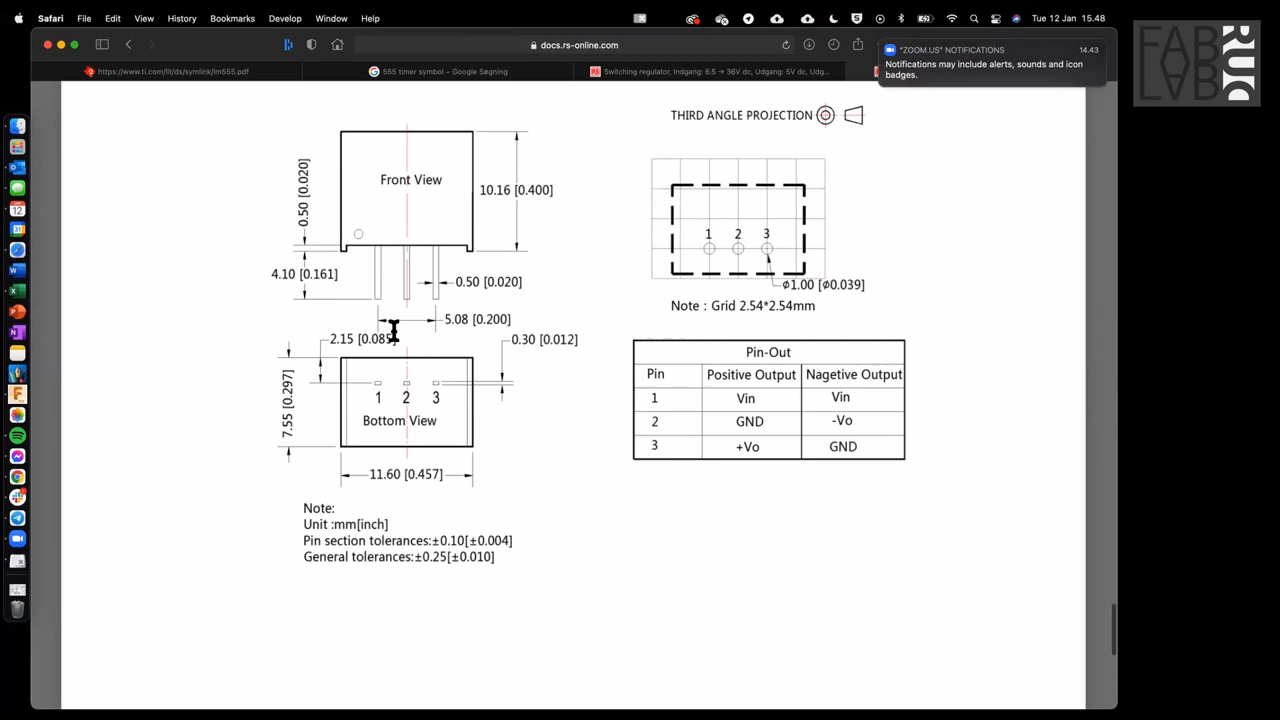 Safari File Edit View History Bookmarks Develop Window Help
Tue 12 Jan 15.48
docs.rs-online.com
https://www.ti.com/lit/ds/symlink/lm555.pdf
555 timer symbol – Google Søgning
Switching regulator, Indgang: 6.5 → 36V dc, Udgang: 5V dc, Udg...
"ZOOM.US" NOTIFICATIONS
14.43
Notifications may include alerts, sounds and icon
badges.
FAB
LAB
RUC
THIRD ANGLE PROJECTION
Front View
0.50 [0.020]
10.16 [0.400]
4.10 [0.161]
0.50 [0.020]
5.08 [0.200]
2.15 [0.085]
0.30 [0.012]
7.55 [0.297]
1 2 3
Bottom View
11.60 [0.457]
1 2 3
ø1.00 [ø0.039]
Note : Grid 2.54*2.54mm
Pin-Out
Pin Positive Output Nagetive Output
1 Vin Vin
2 GND -Vo
3 +Vo GND
Note:
Unit :mm[inch]
Pin section tolerances:±0.10[±0.004]
General tolerances:±0.25[±0.010]